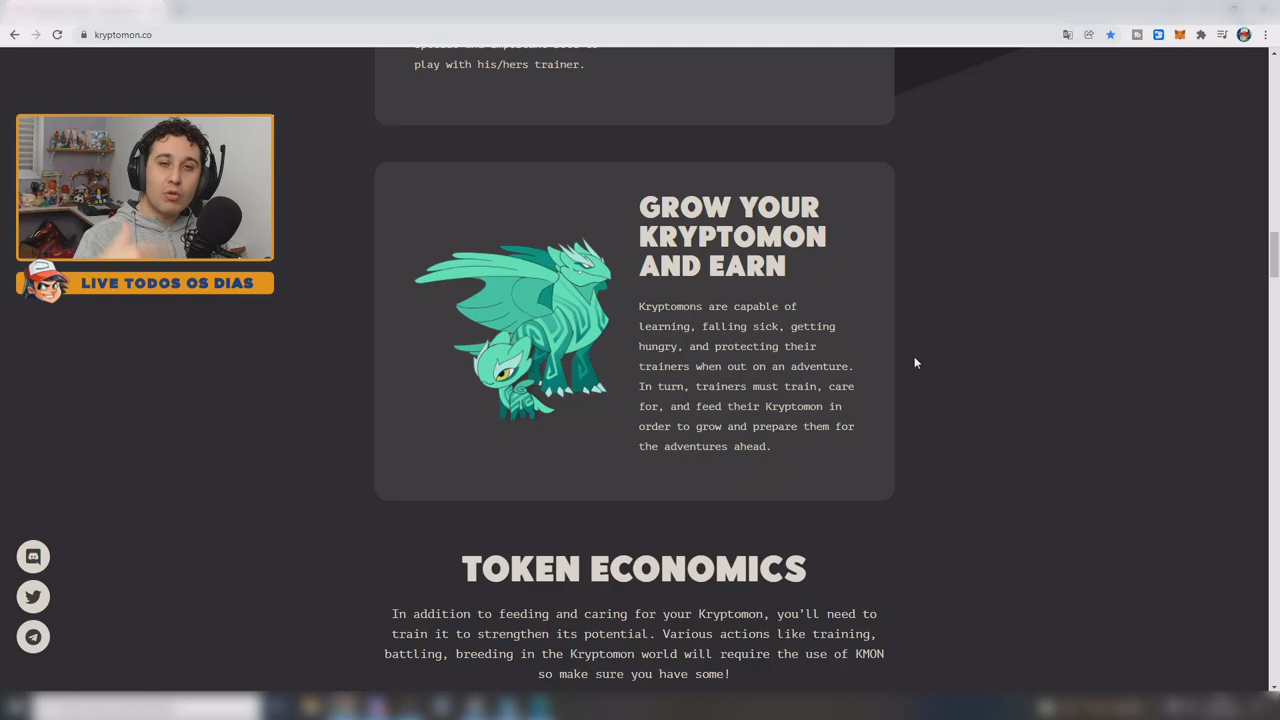 kryptomon.co
play with his/hers trainer.
LIVE TODOS OS DIAS
GROW YOUR
KRYPTOMON
AND EARN
Kryptomons are capable of
learning, falling sick, getting
hungry, and protecting their
trainers when out on an adventure.
In turn, trainers must train, care
for, and feed their Kryptomon in
order to grow and prepare them for
the adventures ahead.
TOKEN ECONOMICS
In addition to feeding and caring for your Kryptomon, you’ll need to
train it to strengthen its potential. Various actions like training,
battling, breeding in the Kryptomon world will require the use of KMON
so make sure you have some!